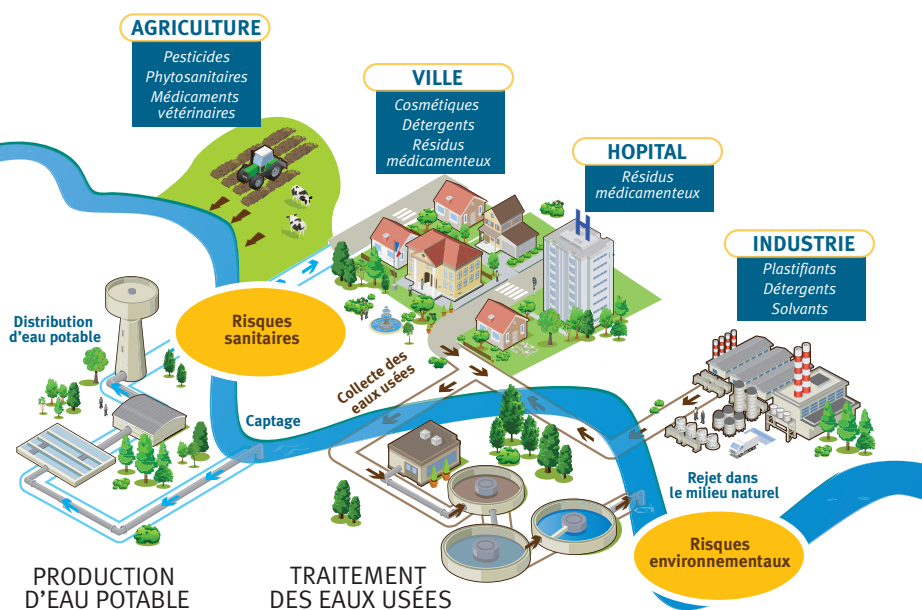 AGRICULTURE
Pesticides
Phytosanitaires
Médicaments
vétérinaires
VILLE
Cosmétiques
Détergents
Résidus
médicamenteux
HOPITAL
Résidus
médicamenteux
H
INDUSTRIE
Plastifiants
Détergents
Solvants
Distribution
d'eau potable
Risques
sanitaires
Collecte des
eaux usées
Captage
Rejet dans
le milieu naturel
Risques
environnementaux
PRODUCTION
D'EAU POTABLE
TRAITEMENT
DES EAUX USÉES